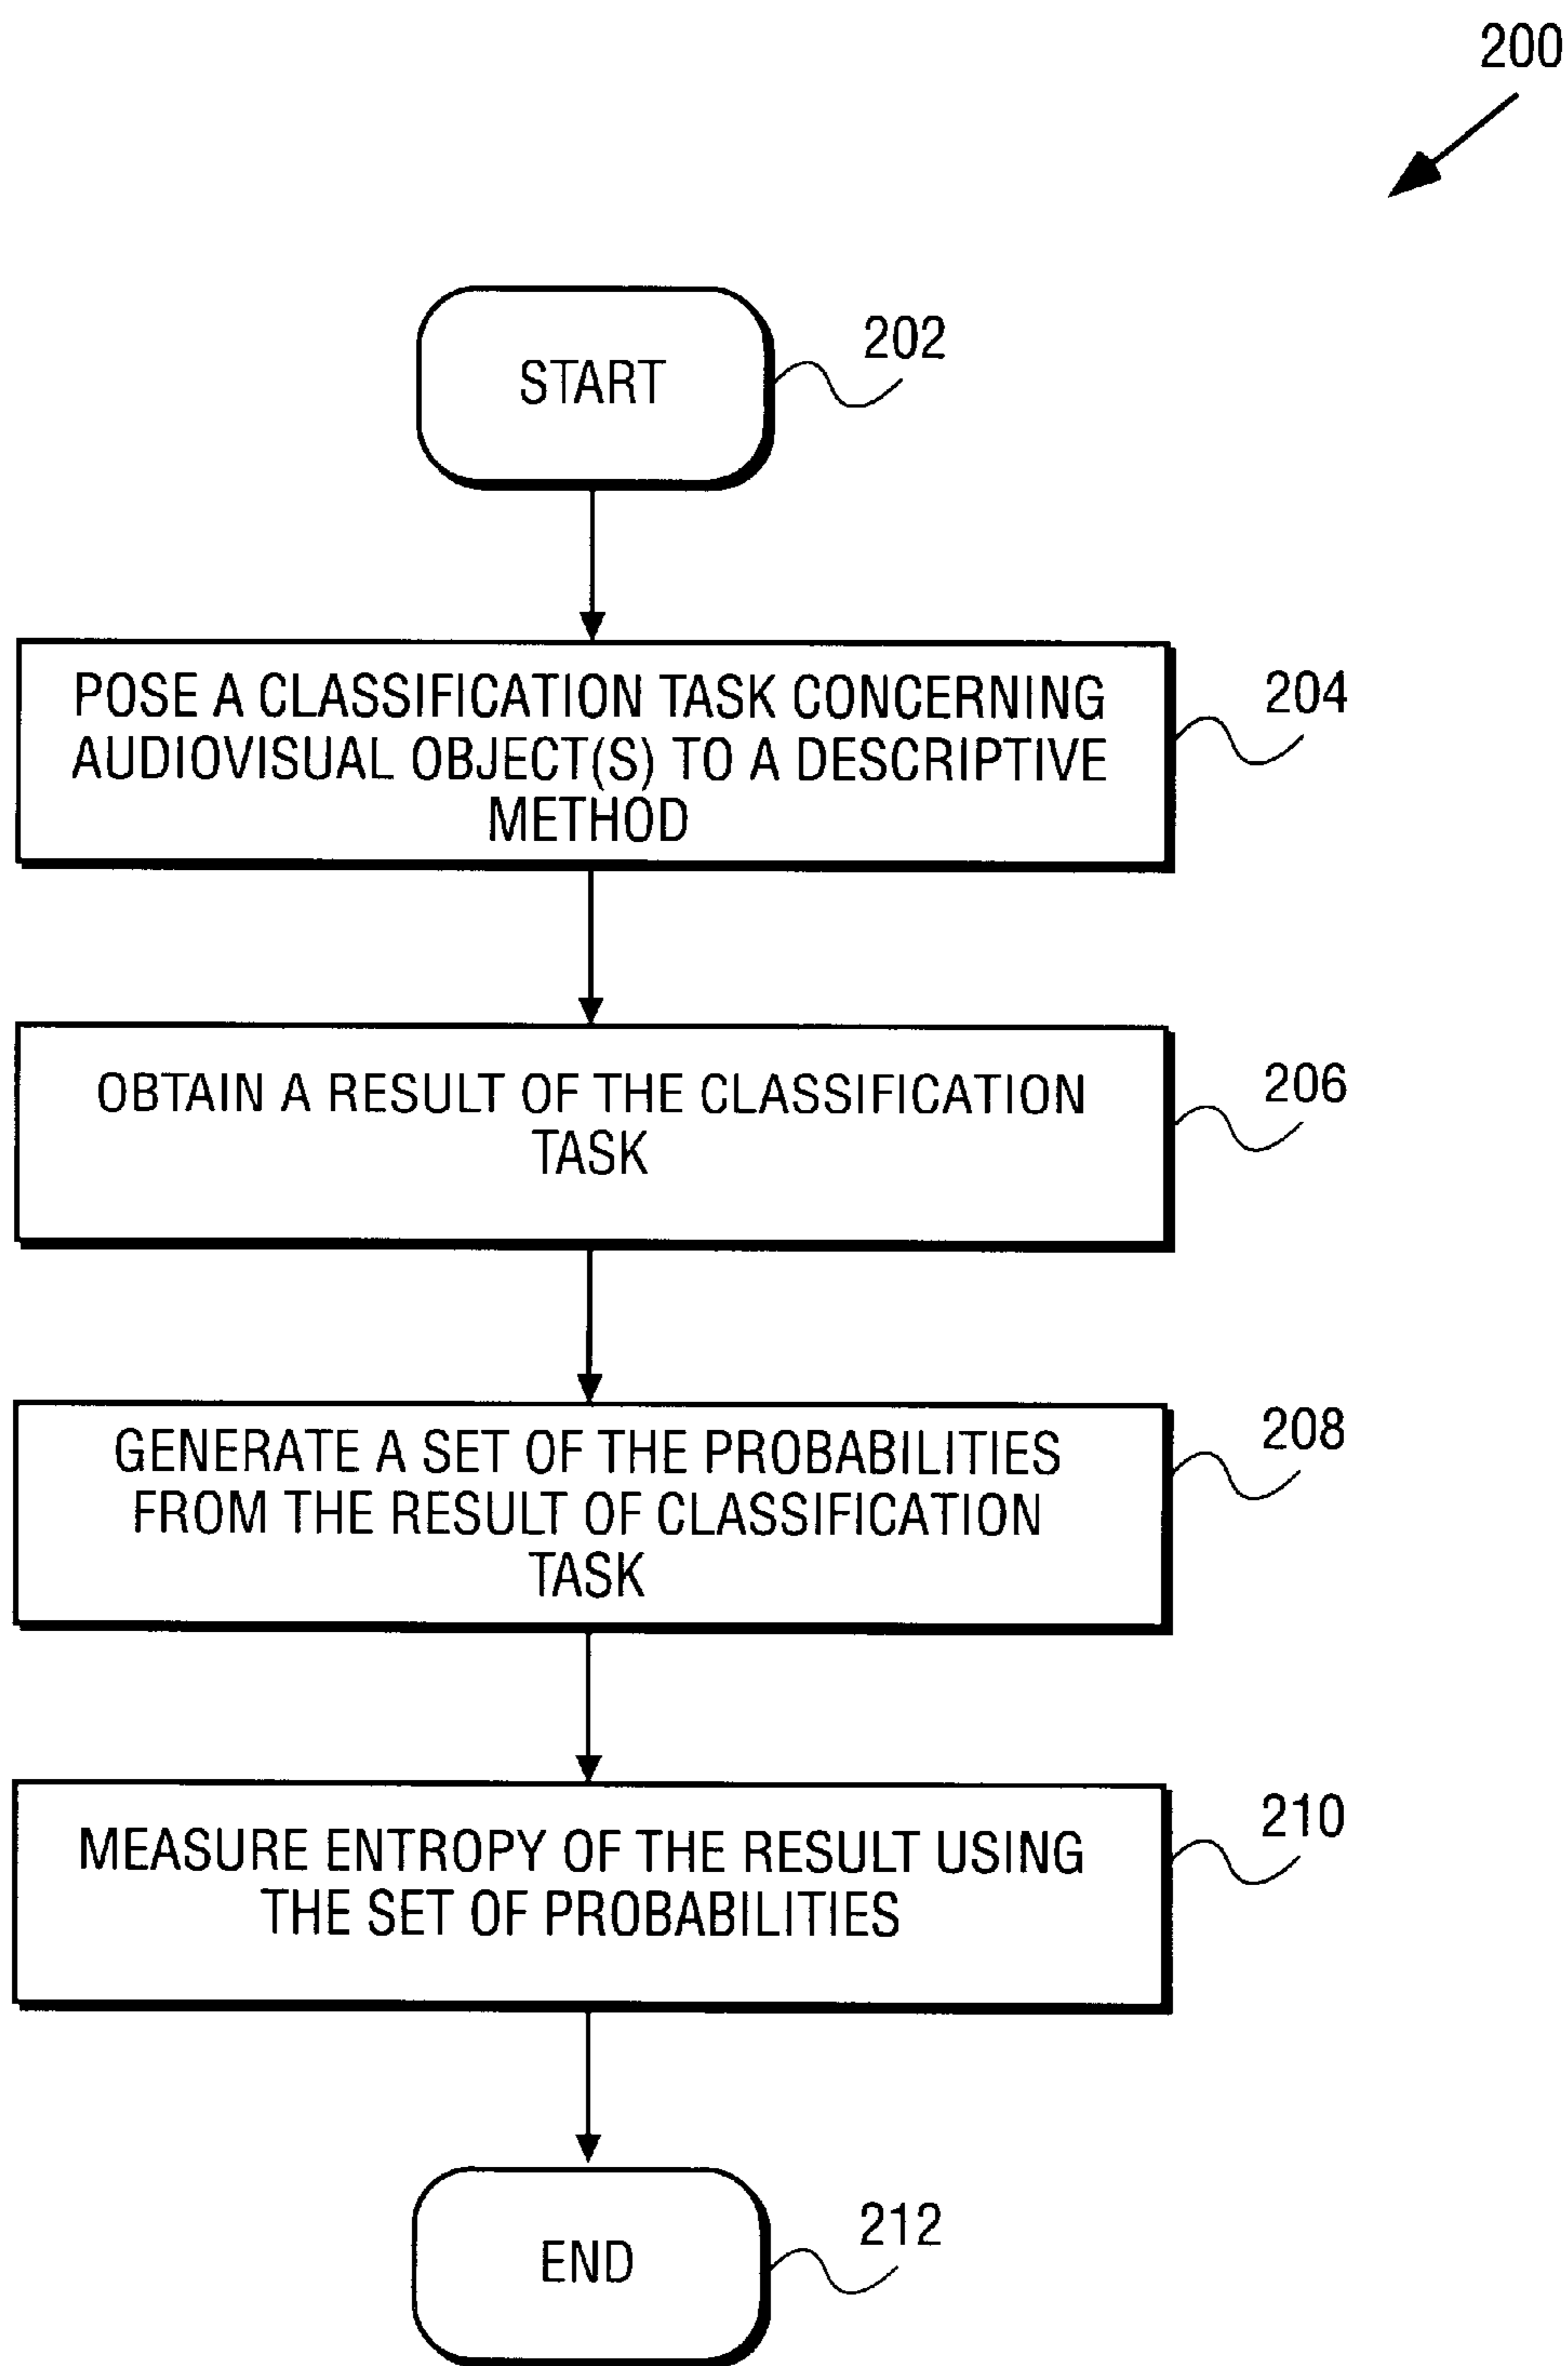 200
START
202
POSE A CLASSIFICATION TASK CONCERNING
AUDIOVISUAL OBJECT(S) TO A DESCRIPTIVE
METHOD
204
OBTAIN A RESULT OF THE CLASSIFICATION
TASK
206
GENERATE A SET OF THE PROBABILITIES
FROM THE RESULT OF CLASSIFICATION
TASK
208
MEASURE ENTROPY OF THE RESULT USING
THE SET OF PROBABILITIES
210
END
212